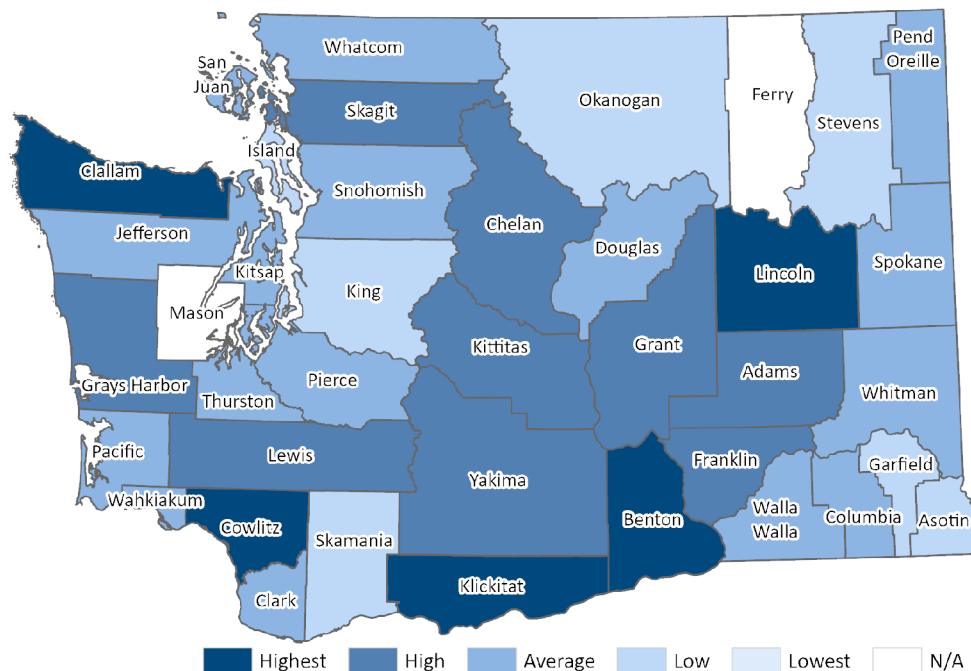 Whatcom
San
Juan
Skagit
Okanogan
Ferry
Pend
Oreille
Stevens
Island
Clallam
Snohomish
Chelan
Jefferson
Douglas
Kitsap
King
Lincoln
Spokane
Mason
Kittitas
Grant
Adams
Grays Harbor
Thurston
Pierce
Whitman
Pacific
Lewis
Yakima
Franklin
Garfield
Wahkiakum
Cowlitz
Skamania
Benton
Walla
Walla
Columbia
Asotin
Clark
Klickitat
Highest
High
Average
Low
Lowest
N/A